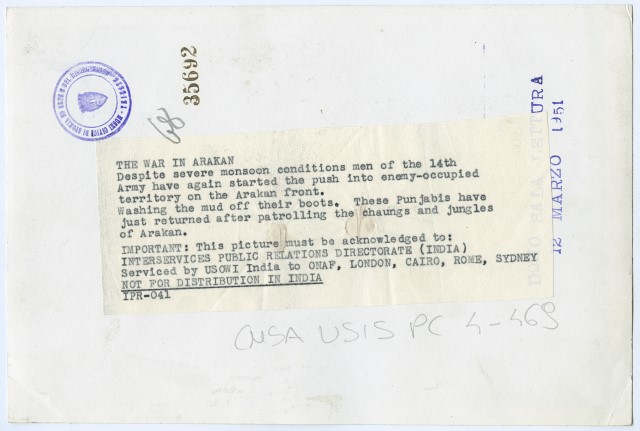 35692
68
THE WAR IN ARAKAN
Despite severe monsoon conditions men of the 14th
Army have again started the push into enemy-occupied
territory on the Arakan front.
Washing the mud off their boots. These Punjabis have
just returned after patrolling the chaungs and jungles
of Arakan.
IMPORTANT: This picture must be acknowledged to:
INTERSERVICES PUBLIC RELATIONS DIRECTORATE (INDIA)
Serviced by USOWI India to ONAF, LONDON, CAIRO, ROME, SYDNEY
NOT FOR DISTRIBUTION IN INDIA
YPR-041
DONO SALA LETTURA
12 MARZO 1951
CNSA USIS PC 4-469